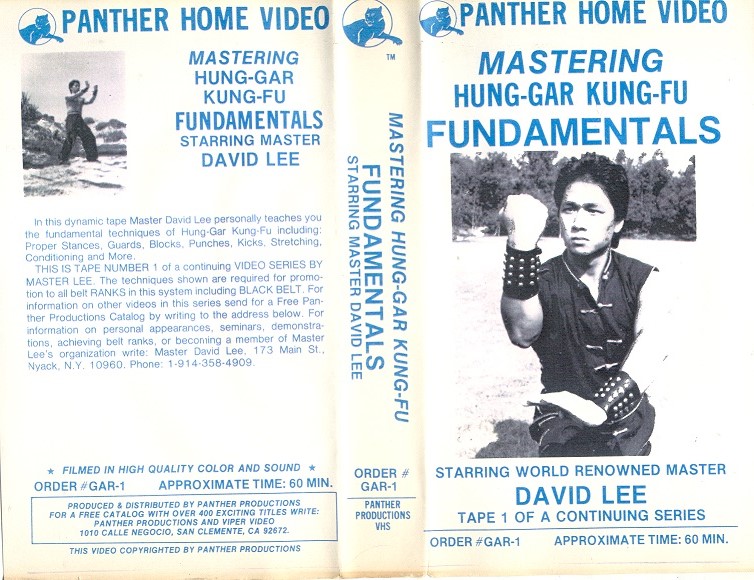 PANTHER HOME VIDEO
MASTERING
HUNG-GAR
KUNG-FU
FUNDAMENTALS
STARRING MASTER
DAVID LEE
In this dynamic tape Master David Lee personally teaches you
the fundamental techniques of Hung-Gar Kung-Fu including:
Proper Stances, Guards, Blocks, Punches, Kicks, Stretching,
Conditioning and More.
THIS IS TAPE NUMBER 1 of a continuing VIDEO SERIES BY
MASTER LEE. The techniques shown are required for promo-
tion to all belt RANKS in this system including BLACK BELT. For
information on other videos in this series send for a Free Pan-
ther Productions Catalog by writing to the address below. For
information on personal appearances, seminars, demonstra-
tions, achieving belt ranks, or becoming a member of Master
Lee's organization write: Master David Lee. 173 Main St.,
Nyack, N.Y. 10960. Phone: 1-914-358-4909.
★ FILMED IN HIGH QUALITY COLOR AND SOUND ★
ORDER #GAR-1 APPROXIMATE TIME: 60 MIN.
PRODUCED & DISTRIBUTED BY PANTHER PRODUCTIONS
FOR A FREE CATALOG WITH OVER 400 EXCITING TITLES WRITE:
PANTHER PRODUCTIONS AND VIPER VIDEO
1010 CALLE NEGOCIO, SAN CLEMENTE, CA 92672.
THIS VIDEO COPYRIGHTED BY PANTHER PRODUCTIONS
TM
MASTERING HUNG-GAR KUNG-FU
FUNDAMENTALS
STARRING MASTER DAVID LEE
ORDER #
GAR-1
PANTHER
PRODUCTIONS
VHS
PANTHER HOME VIDEO
MASTERING
HUNG-GAR KUNG-FU
FUNDAMENTALS
STARRING WORLD RENOWNED MASTER
DAVID LEE
TAPE 1 OF A CONTINUING SERIES
ORDER #GAR-1 APPROXIMATE TIME: 60 MIN.